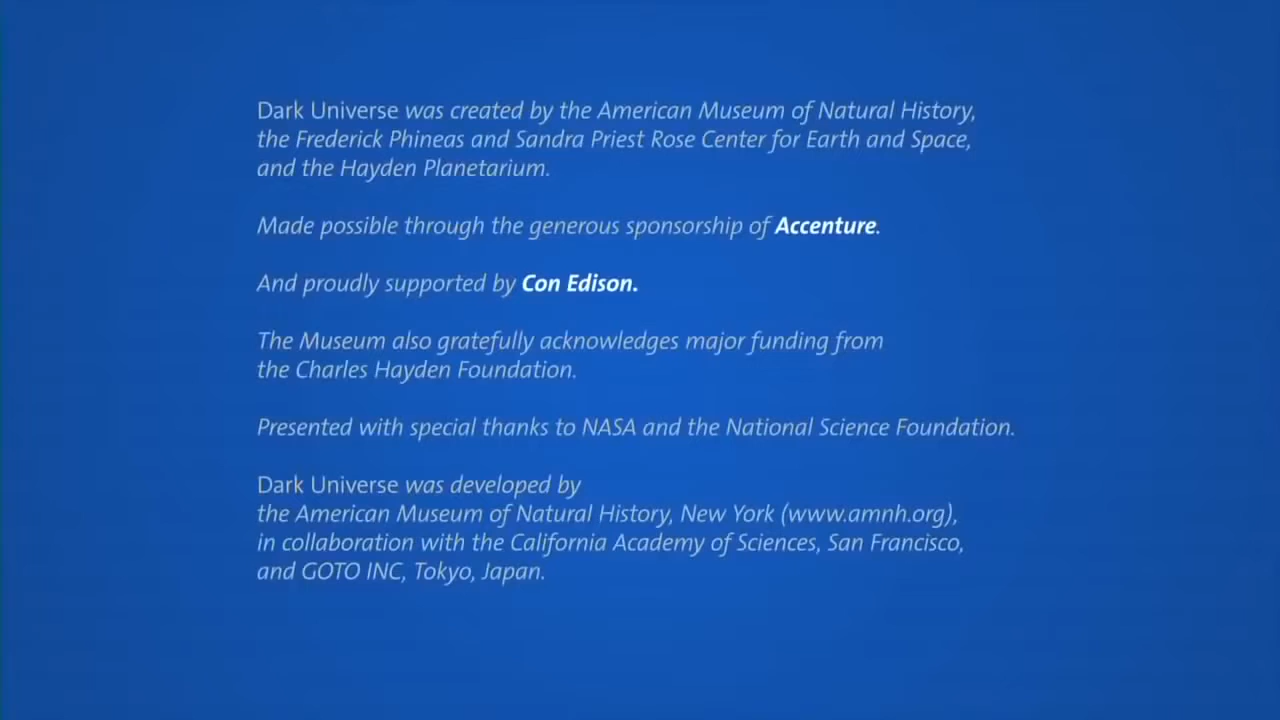 Dark Universe was created by the American Museum of Natural History,
the Frederick Phineas and Sandra Priest Rose Center for Earth and Space,
and the Hayden Planetarium.
Made possible through the generous sponsorship of Accenture.
And proudly supported by Con Edison.
The Museum also gratefully acknowledges major funding from
the Charles Hayden Foundation.
Presented with special thanks to NASA and the National Science Foundation.
Dark Universe was developed by
the American Museum of Natural History, New York (www.amnh.org),
in collaboration with the California Academy of Sciences, San Francisco,
and GOTO INC, Tokyo, Japan.